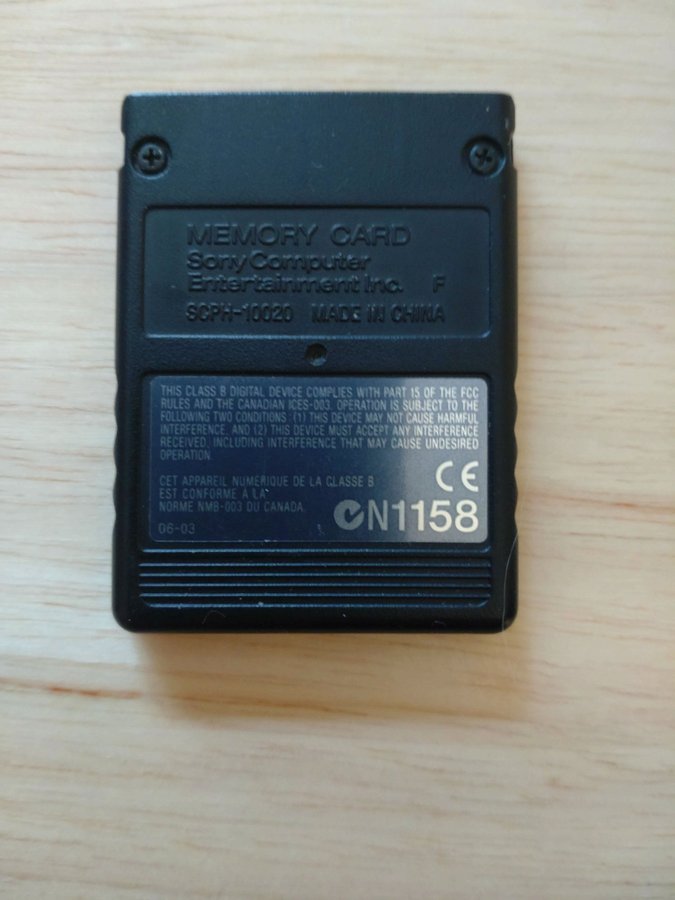 MEMORY CARD
Sony Computer
Entertainment Inc. F
SCPH-10020 MADE IN CHINA
THIS CLASS B DIGITAL DEVICE COMPLIES WITH PART 15 OF THE FCC
RULES AND THE CANADIAN ICES-003. OPERATION IS SUBJECT TO THE
FOLLOWING TWO CONDITIONS (1) THIS DEVICE MAY NOT CAUSE HARMFUL
INTERFERENCE, AND (2) THIS DEVICE MUST ACCEPT ANY INTERFERENCE
RECEIVED, INCLUDING INTERFERENCE THAT MAY CAUSE UNDESIRED
OPERATION.
CET APPAREIL NUMERIQUE DE LA CLASSE B
EST CONFORME À LA
NORME NMB-003 DU CANADA.
CE
N1158
06-03